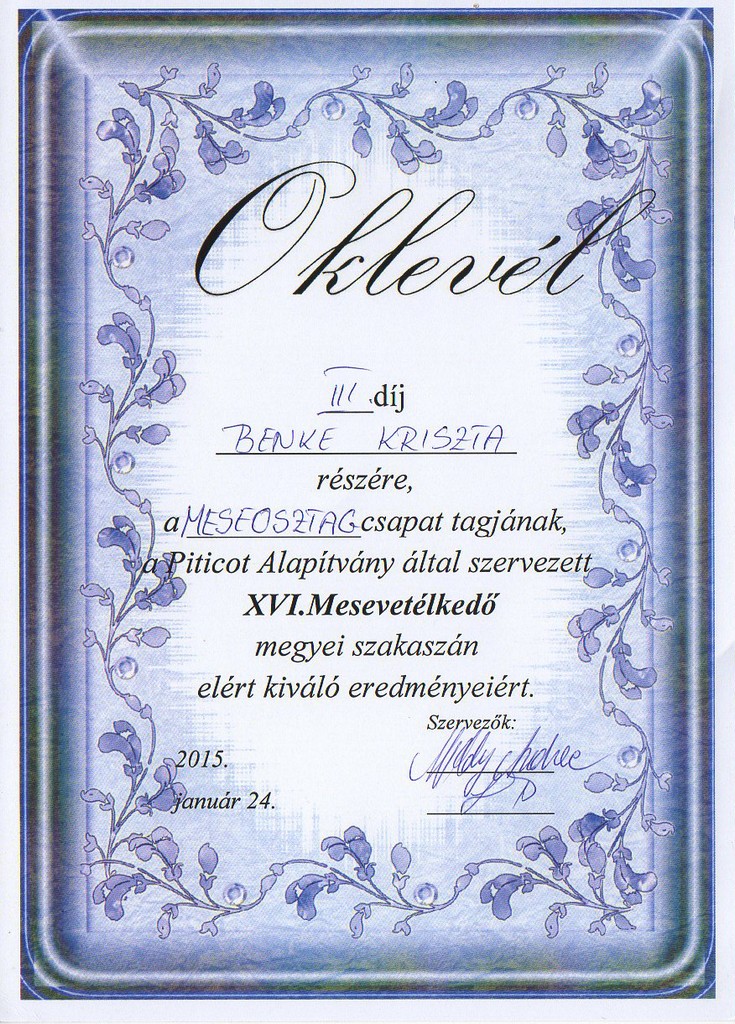 Oklevél
III. díj
BENKE KRISZTA
részére,
a MESEOSZTAG csapat tagjának,
a Piticot Alapítvány által szervezett
XVI.Mesevetélkedő
megyei szakaszán
elért kiváló eredményeiért.
Szervezők:
2015.
január 24.